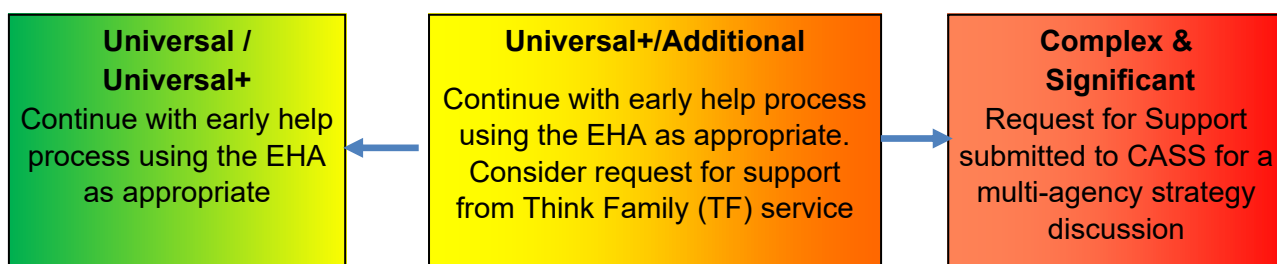 Universal /
Universal+
Continue with early help
process using the EHA
as appropriate
Universal+/Additional
Continue with early help process
using the EHA as appropriate.
Consider request for support
from Think Family (TF) service
Complex &
Significant
Request for Support
submitted to CASS for a
multi-agency strategy
discussion